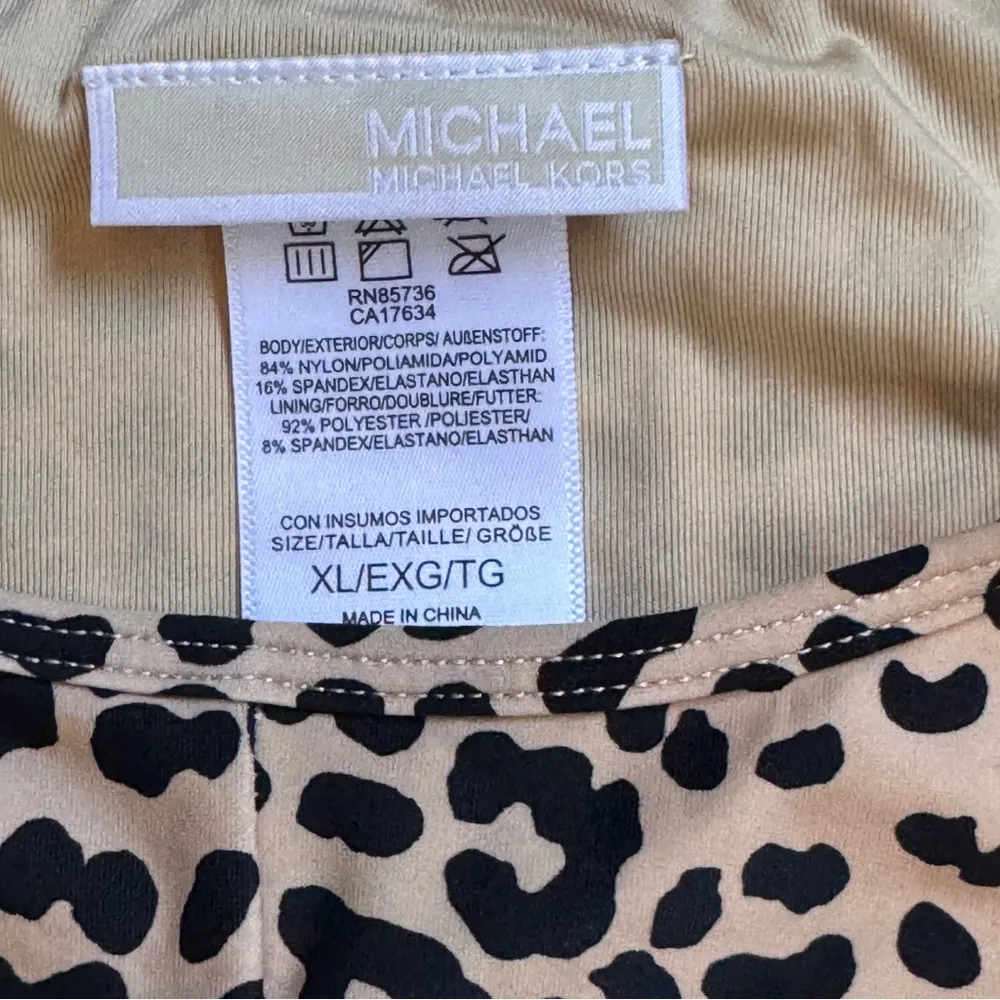 MICHAEL
MICHAEL KORS
RN85736
CA17634
BODY/EXTERIOR/CORPS/ AUßENSTOFF:
84% NYLON/POLIAMIDA/POLYAMID
16% SPANDEX/ELASTANO/ELASTHAN
LINING/FORRO/DOUBLURE/FUTTER:
92% POLYESTER /POLIESTER/
8% SPANDEX/ELASTANO/ELASTHAN
CON INSUMOS IMPORTADOS
SIZE/TALLA/TAILLE/ GRÖßE
XL/EXG/TG
MADE IN CHINA